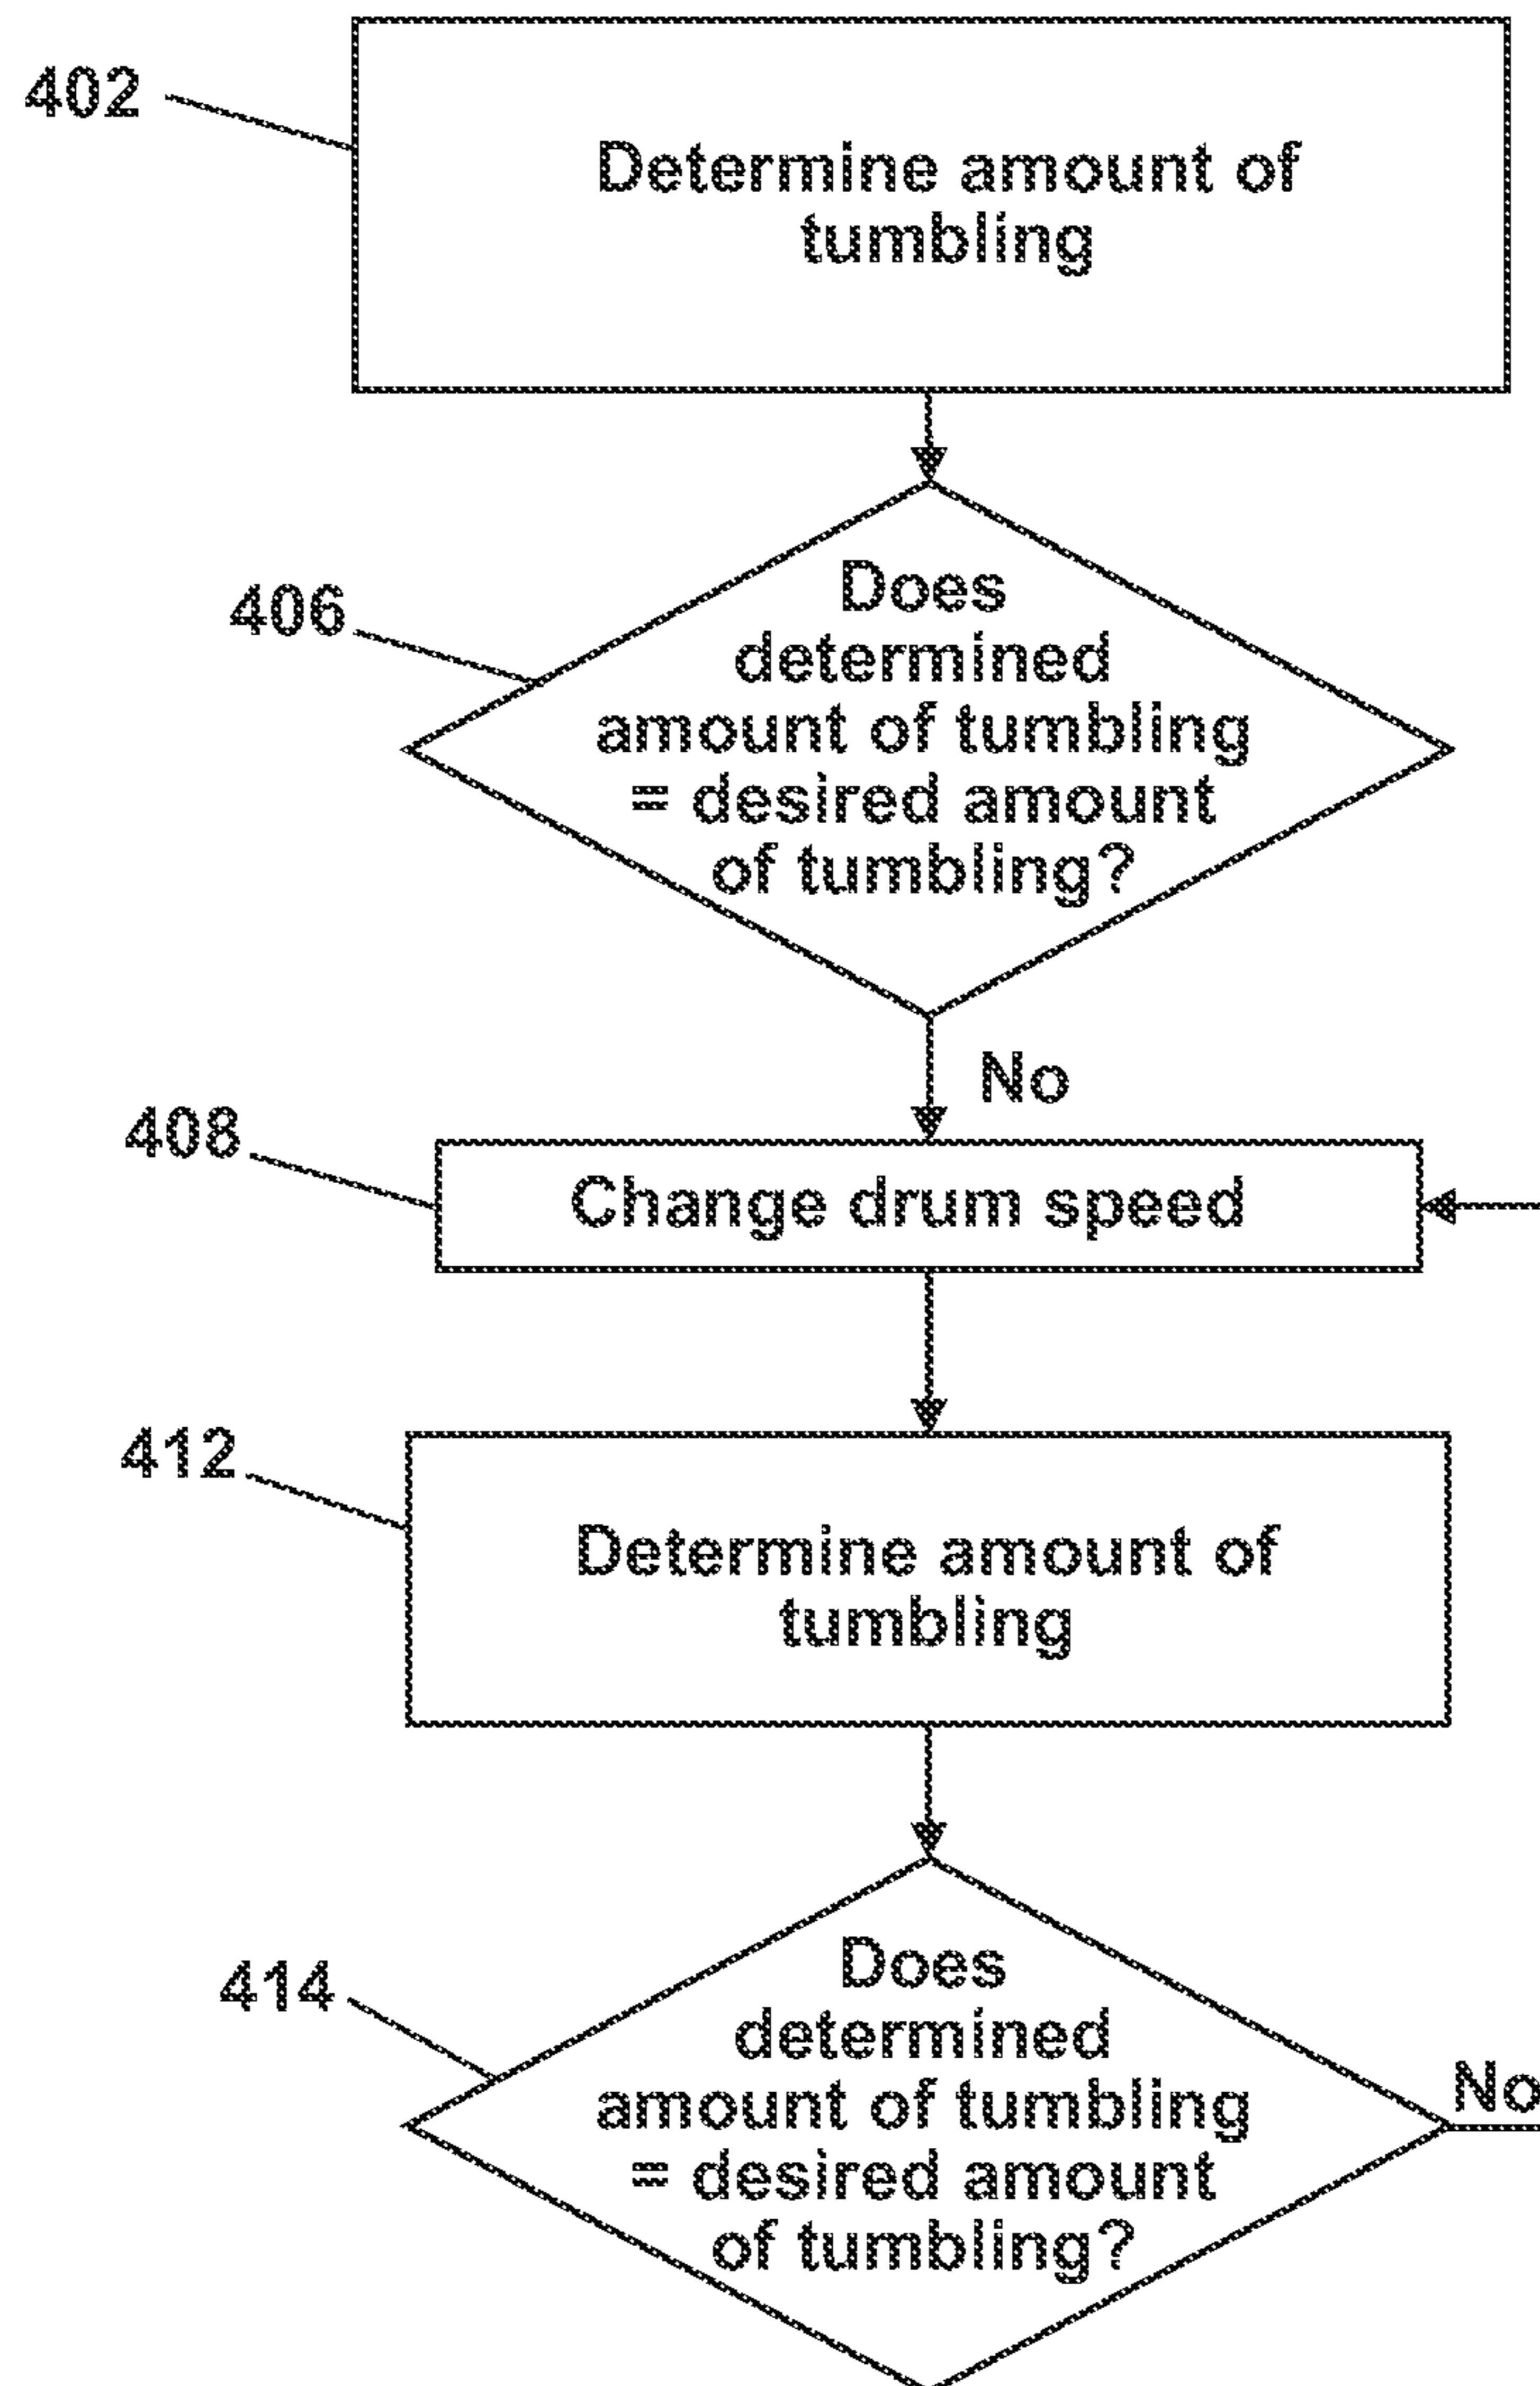 402
Determine amount of
tumbling
406
Does
determined
amount of tumbling
= desired amount
of tumbling?
No
408
Change drum speed
412
Determine amount of
tumbling
414
Does
determined
amount of tumbling
= desired amount
of tumbling?
No